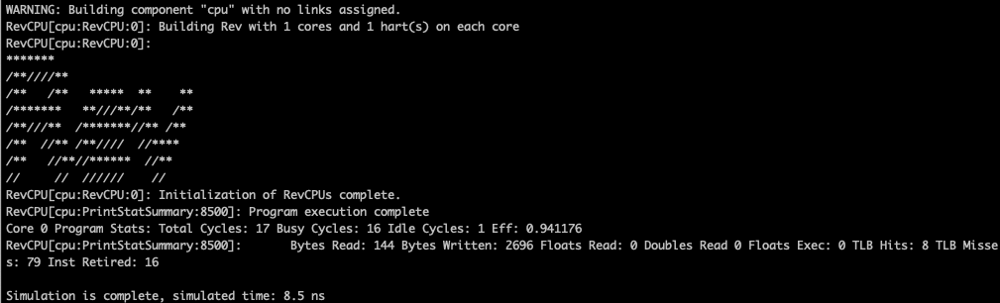 WARNING: Building component "cpu" with no links assigned.
RevCPU[cpu:RevCPU:0]: Building Rev with 1 cores and 1 hart(s) on each core
RevCPU[cpu:RevCPU:0]:
*******
/**////**
/**   /**   *****  **    **
/*******   **///**/**   /**
/**///**  /*******//** /**
/**  //** /**////  //****
/**   //**//******  //**
//     //  //////    //
RevCPU[cpu:RevCPU:0]: Initialization of RevCPUs complete.
RevCPU[cpu:PrintStatSummary:8500]: Program execution complete
Core 0 Program Stats: Total Cycles: 17 Busy Cycles: 16 Idle Cycles: 1 Eff: 0.941176
RevCPU[cpu:PrintStatSummary:8500]:       Bytes Read: 144 Bytes Written: 2696 Floats Read: 0 Doubles Read 0 Floats Exec: 0 TLB Hits: 8 TLB Misse
s: 79 Inst Retired: 16

Simulation is complete, simulated time: 8.5 ns